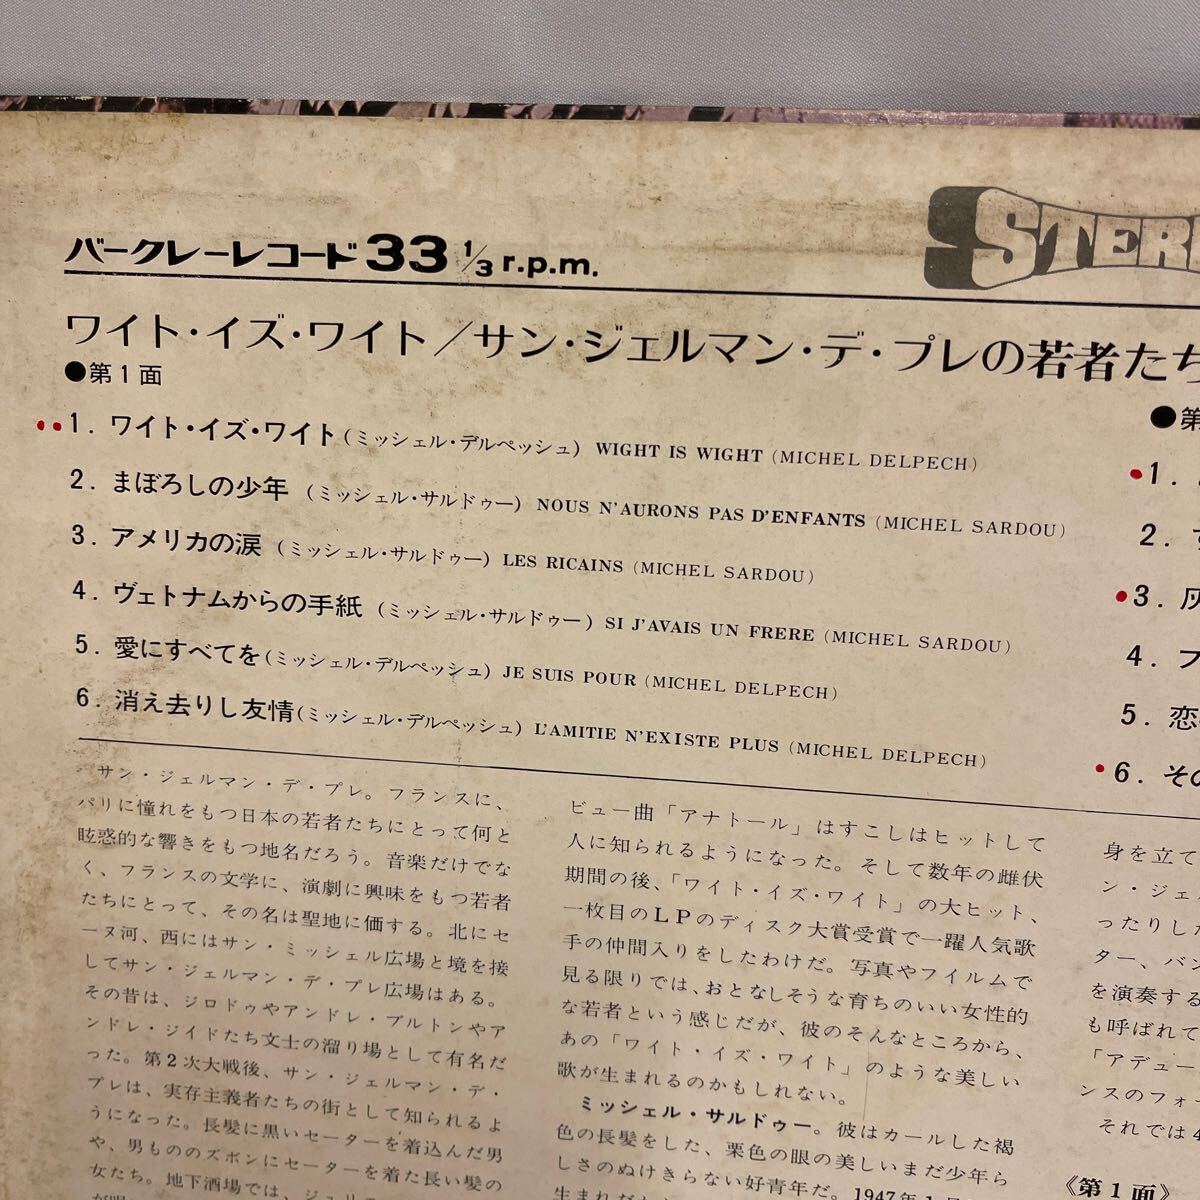 バークレーレコード33 1/3 r.p.m.
STER
ワイト・イズ・ワイト/サン・ジェルマン・デ・プレの若者たち
●第1面
1. ワイト・イズ・ワイト(ミッシェル・デルペッシュ) WIGHT IS WIGHT (MICHEL DELPECH)
2. まぼろしの少年 (ミッシェル・サルドゥー) NOUS N'AURONS PAS D'ENFANTS (MICHEL SARDOU)
3. アメリカの涙 (ミッシェル・サルドゥー) LES RICAINS (MICHEL SARDOU)
4. ヴェトナムからの手紙 (ミッシェル・サルドゥー) SI J'AVAIS UN FRERE (MICHEL SARDOU)
5. 愛にすべてを(ミッシェル・デルペッシュ) JE SUIS POUR (MICHEL DELPECH)
6. 消え去りし友情(ミッシェル・デルペッシュ) L'AMITIE N'EXISTE PLUS (MICHEL DELPECH)
●第
1.
2.
3. 灰
4. フ
5. 恋
6. その
サン・ジェルマン・デ・プレ。フランスに、
パリに憧れをもつ日本の若者たちにとって何と
眩惑的な響きをもつ地名だろう。音楽だけでな
く、フランスの文学に、演劇に興味をもつ若者
たちにとって、その名は聖地に価する。北にセ
ーヌ河、西にはサン・ミッシェル広場と境を接
してサン・ジェルマン・デ・プレ広場はある。
その昔は、ジロドゥやアンドレ・ブルトンやア
ンドレ・ジイドたち文士の溜り場として有名だ
った。第2次大戦後、サン・ジェルマン・デ・
プレは、実存主義者たちの街として知られるよ
うになった。長髪に黒いセーターを着込んだ男
や、男もののズボンにセーターを着た長い髪の
女たち。地下酒場では、ジュリ
ビュー曲「アナトール」はすこしはヒットして
人に知られるようになった。そして数年の雌伏
期間の後、「ワイト・イズ・ワイト」の大ヒット、
一枚目のLPのディスク大賞受賞で一躍人気歌
手の仲間入りをしたわけだ。写真やフイルムで
見る限りでは、おとなしそうな育ちのいい女性的
な若者という感じだが、彼のそんなところから、
あの「ワイト・イズ・ワイト」のような美しい
歌が生まれるのかもしれない。
ミッシェル・サルドゥー。彼はカールした褐
色の長髪をした、栗色の眼の美しいまだ少年ら
しさのぬけきらない好青年だ。1947年1月
身を立て
ン・ジェ
ったりした
ター、バン
を演奏する
も呼ばれて
「アデュー
ンスのフォー
それでは4
《第1面》